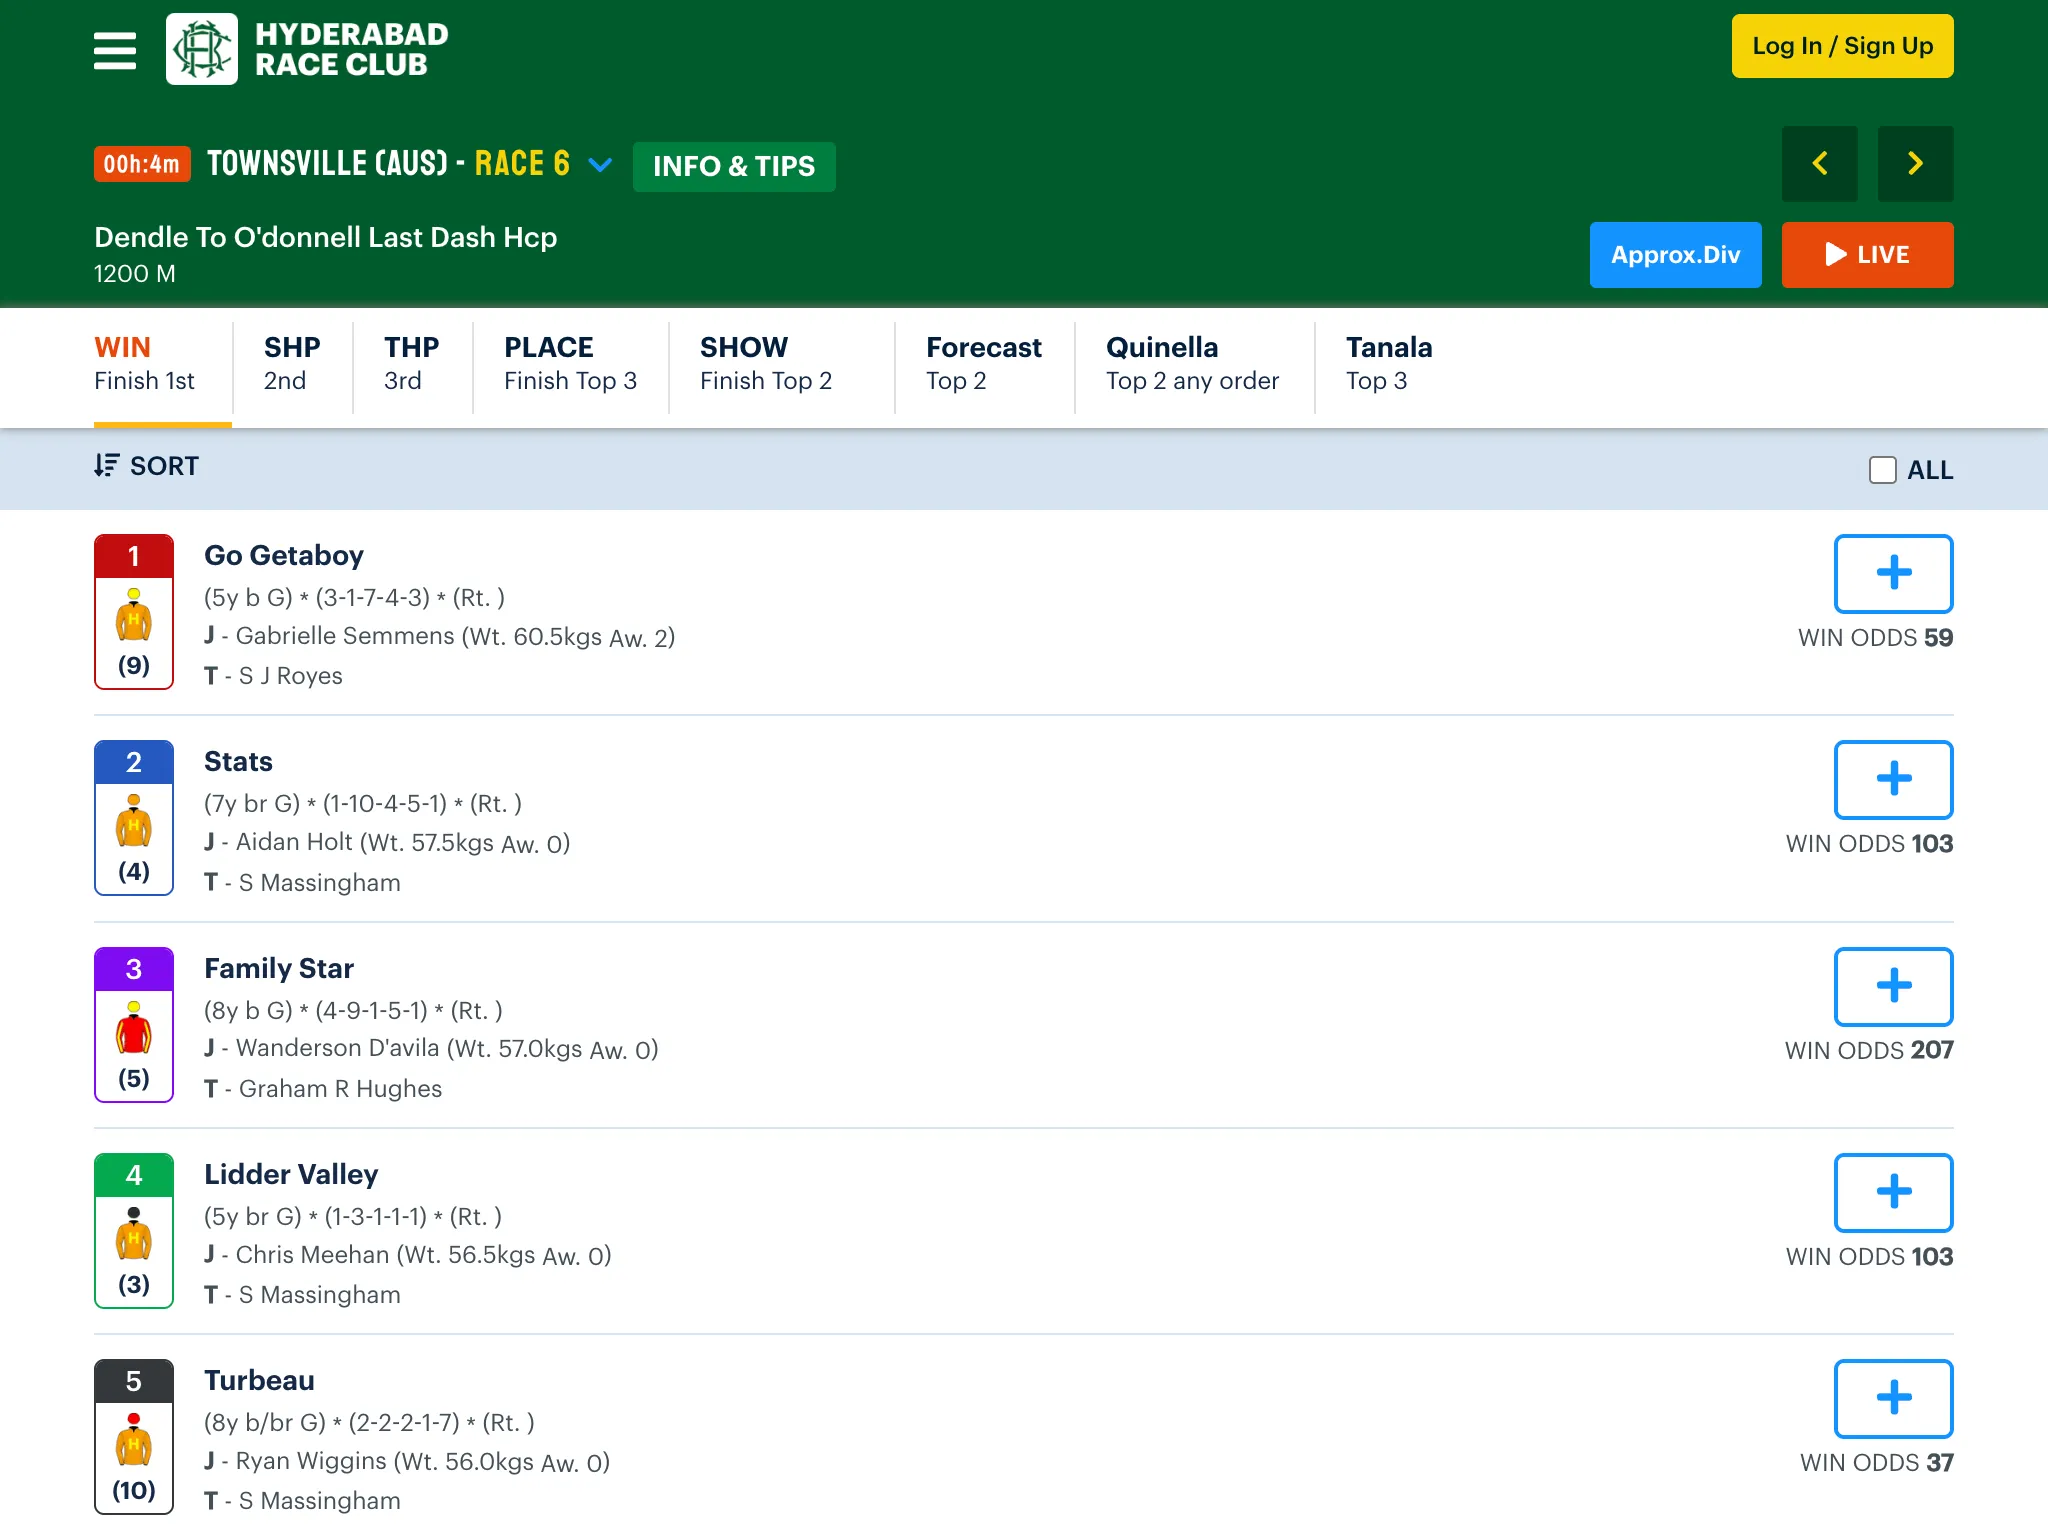 HYDERABAD
RACE CLUB
Log In / Sign Up
00h:4m TOWNSVILLE (AUS) - RACE 6 INFO & TIPS
Dendle To O'donnell Last Dash Hcp
1200 M
Approx.Div LIVE
WIN SHP THP PLACE SHOW Forecast Quinella Tanala
Finish 1st 2nd 3rd Finish Top 3 Finish Top 2 Top 2 Top 2 any order Top 3
SORT ALL
1 Go Getaboy
(5y b G) * (3-1-7-4-3) * (Rt. )
H J - Gabrielle Semmens (Wt. 60.5kgs Aw. 2) WIN ODDS 59
(9) T - S J Royes
2 Stats
(7y br G) * (1-10-4-5-1) * (Rt. )
H J - Aidan Holt (Wt. 57.5kgs Aw. 0) WIN ODDS 103
(4) T - S Massingham
3 Family Star
(8y b G) * (4-9-1-5-1) * (Rt. )
J - Wanderson D'avila (Wt. 57.0kgs Aw. 0) WIN ODDS 207
(5) T - Graham R Hughes
4 Lidder Valley
(5y br G) * (1-3-1-1-1) * (Rt. )
H J - Chris Meehan (Wt. 56.5kgs Aw. 0) WIN ODDS 103
(3) T - S Massingham
5 Turbeau
(8y b/br G) * (2-2-2-1-7) * (Rt. )
H J - Ryan Wiggins (Wt. 56.0kgs Aw. 0) WIN ODDS 37
(10) T - S Massingham